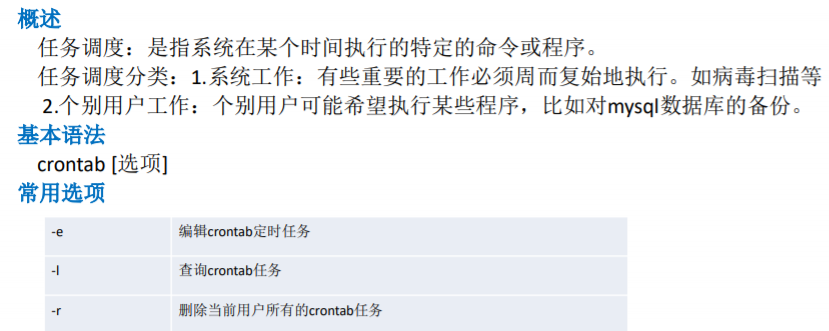 概述
任务调度：是指系统在某个时间执行的特定的命令或程序。
任务调度分类：1.系统工作：有些重要的工作必须周而复始地执行。如病毒扫描等
2.个别用户工作：个别用户可能希望执行某些程序，比如对mysql数据库的备份。
基本语法
crontab [选项]
常用选项
-e 编辑crontab定时任务
-l 查询crontab任务
-r 删除当前用户所有的crontab任务